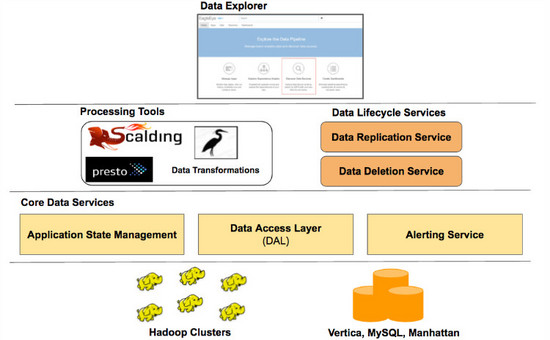 Data Explorer
EagleEye
Explore the Data Pipeline
Processing Tools
Data Lifecycle Services
SCALDING
presto
Data Transformations
Data Replication Service
Data Deletion Service
Core Data Services
Application State Management
Data Access Layer
(DAL)
Alerting Service
Hadoop Clusters
Vertica, MySQL, Manhattan